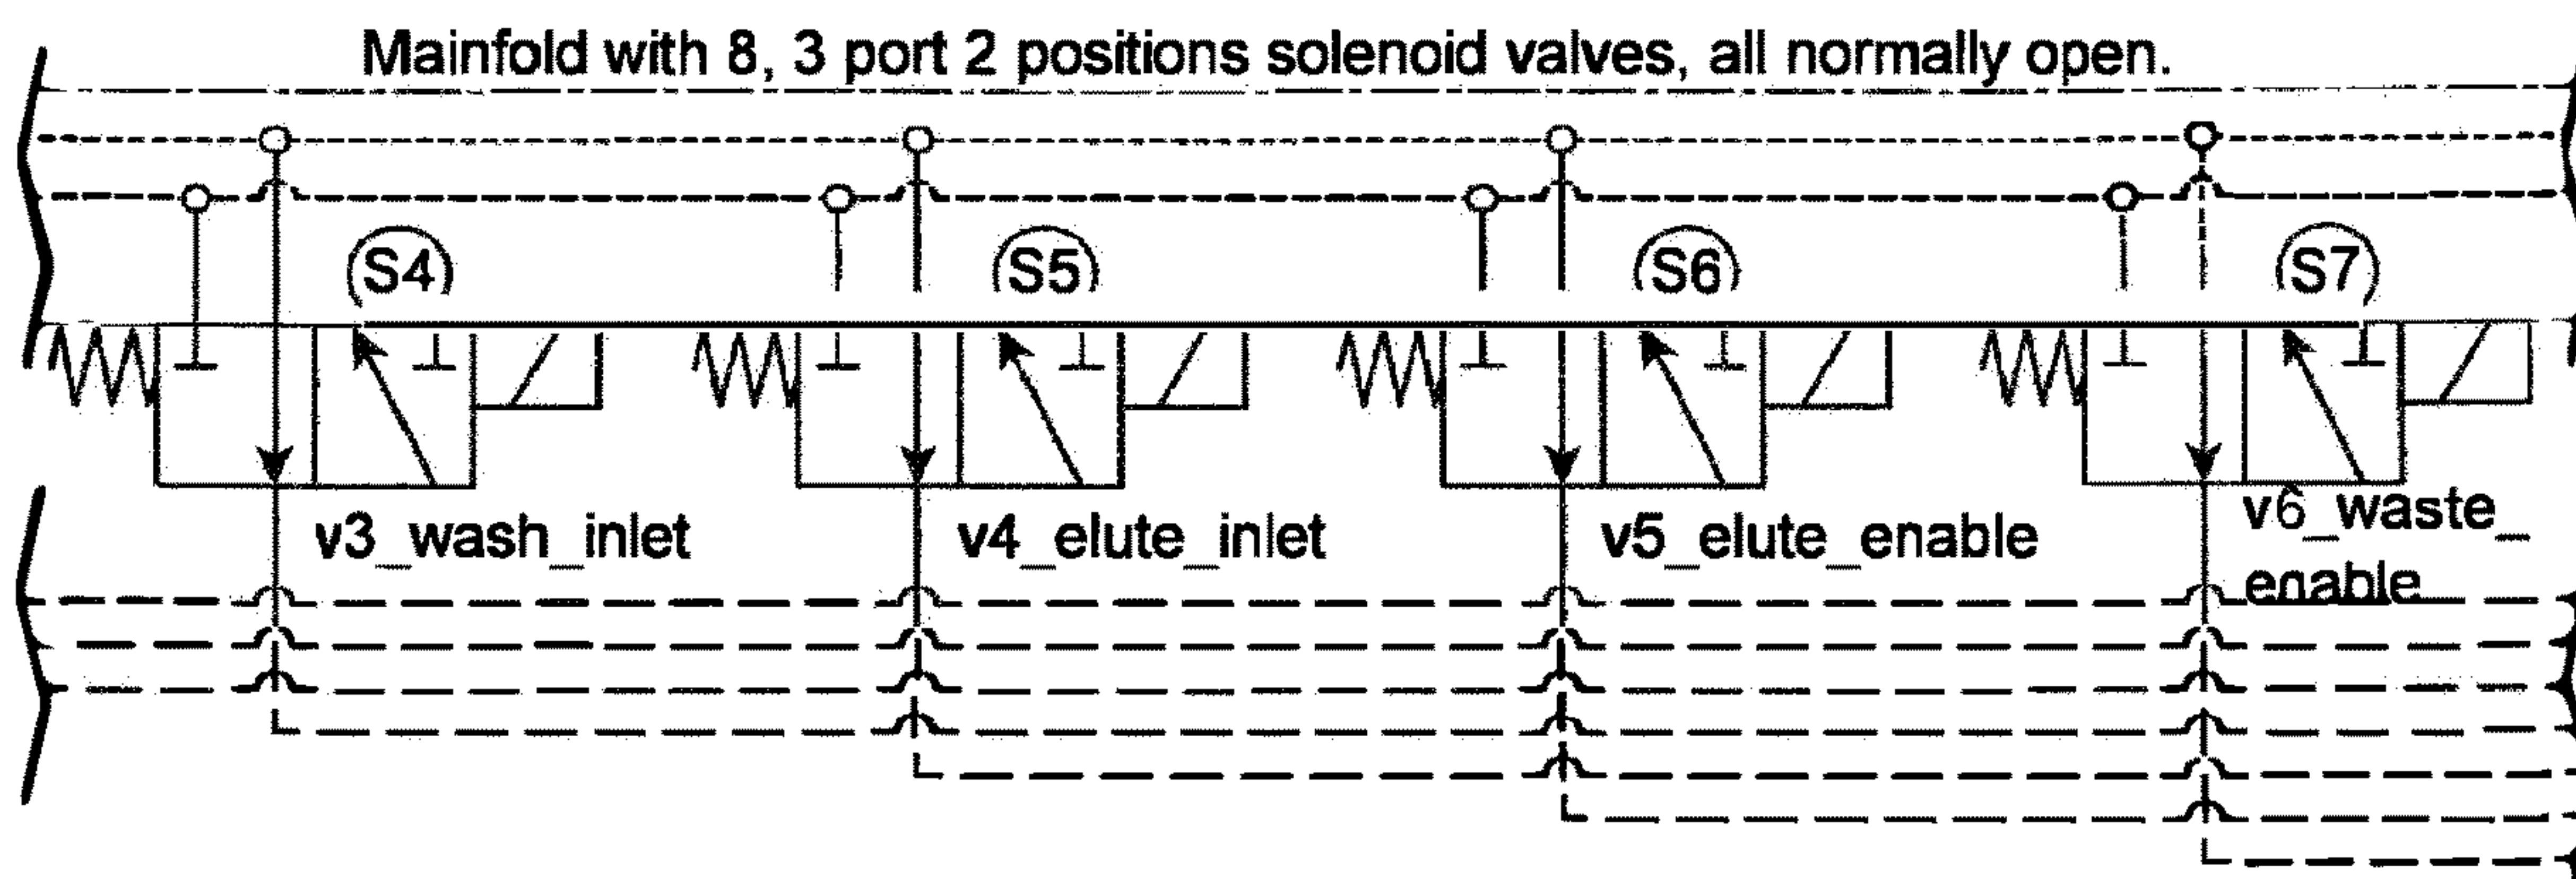 Mainfold with 8, 3 port 2 positions solenoid valves, all normally open.
S4 S5 S6 S7
v3_wash_inlet v4_elute_inlet v5_elute_enable v6_waste_
enable